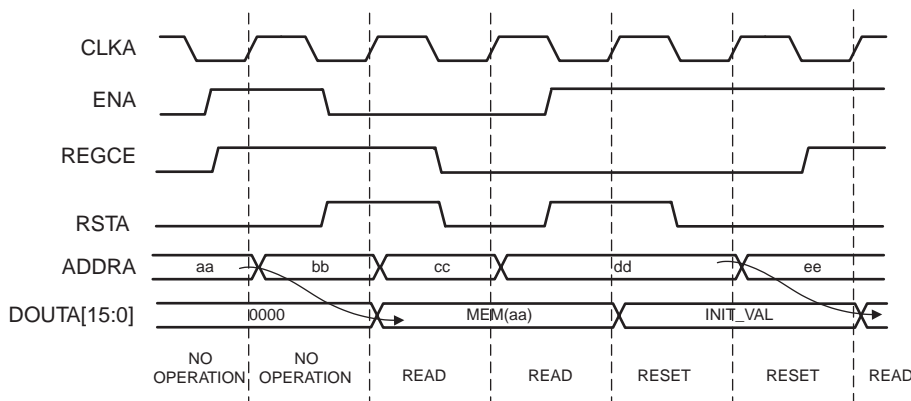 CLKA
ENA
REGCE
RSTA
ADDRA aa bb cc dd ee
DOUTA[15:0] 0000 MEM(aa) INIT_VAL
NO OPERATION NO OPERATION READ READ RESET RESET READ